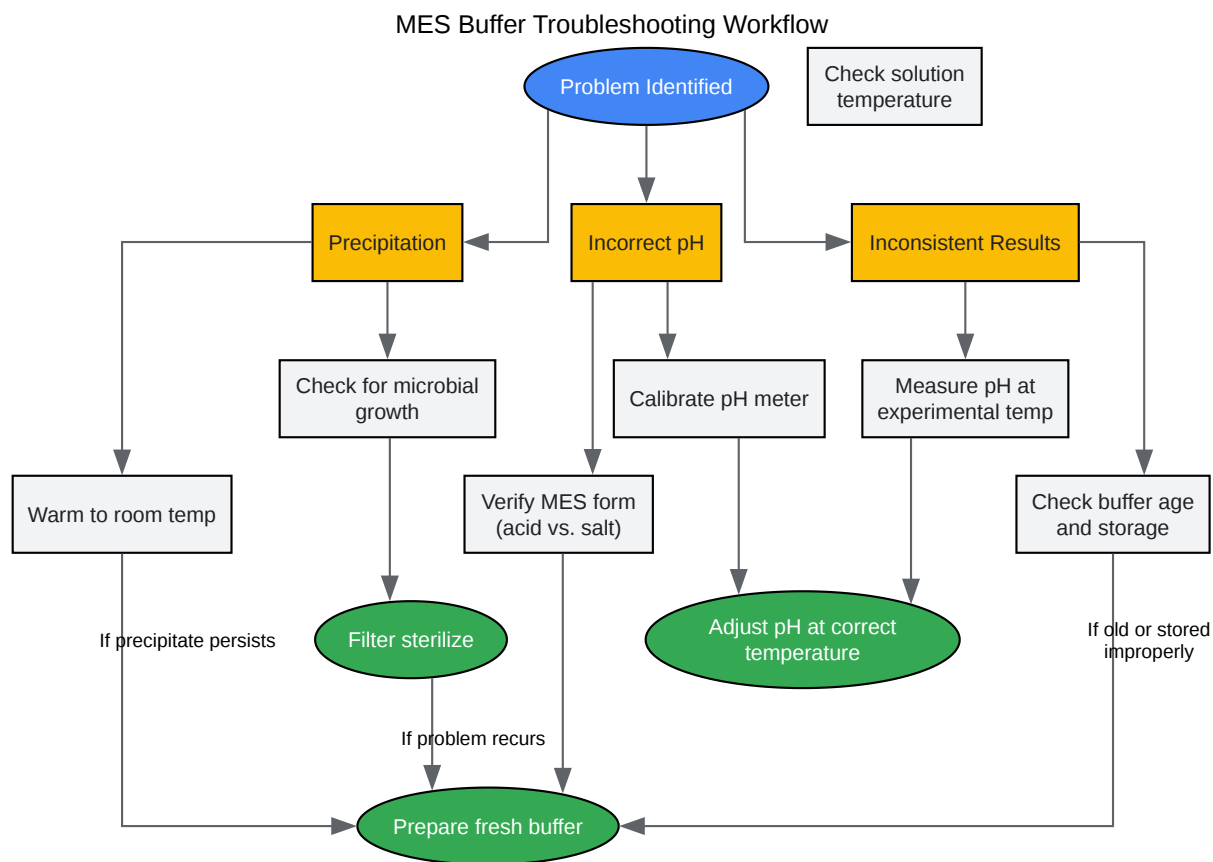 MES Buffer Troubleshooting Workflow
Problem Identified
Check solution
temperature
Precipitation
Incorrect pH
Inconsistent Results
Check for microbial
growth
Calibrate pH meter
Measure pH at
experimental temp
Warm to room temp
Verify MES form
(acid vs. salt)
Check buffer age
and storage
If precipitate persists
Filter sterilize
Adjust pH at correct
temperature
If old or stored
improperly
If problem recurs
Prepare fresh buffer